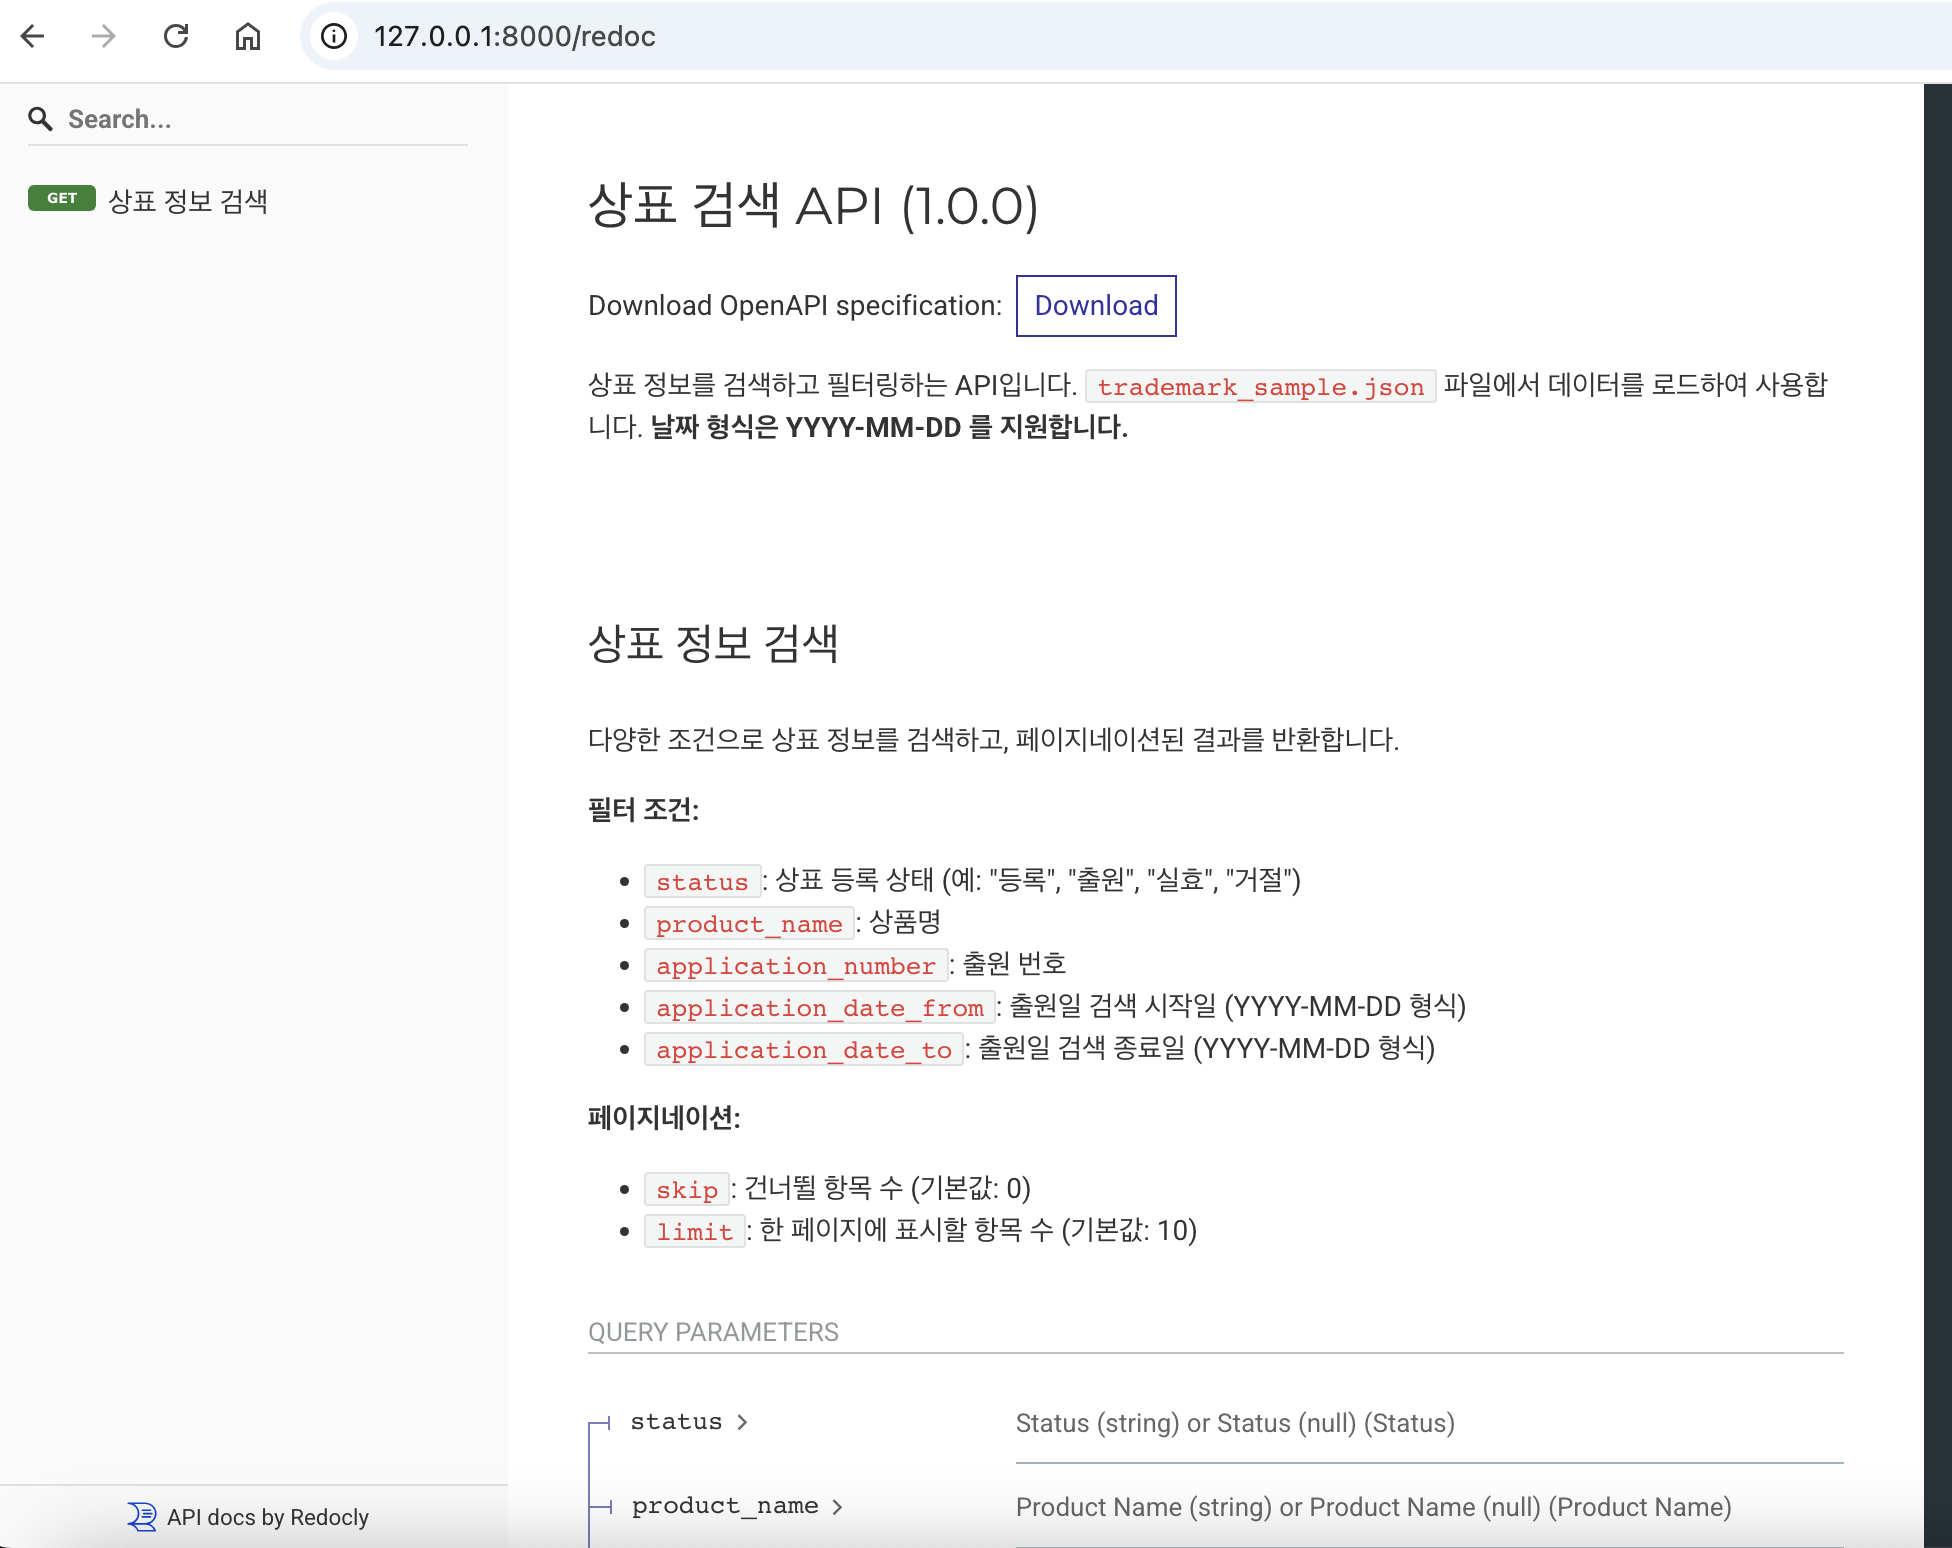 127.0.0.1:8000/redoc
Search...
GET 상표 정보 검색
상표 검색 API (1.0.0)
Download OpenAPI specification: Download
상표 정보를 검색하고 필터링하는 API입니다. trademark_sample.json 파일에서 데이터를 로드하여 사용합
니다. 날짜 형식은 YYYY-MM-DD 를 지원합니다.
상표 정보 검색
다양한 조건으로 상표 정보를 검색하고, 페이지네이션된 결과를 반환합니다.
필터 조건:
status: 상표 등록 상태 (예: "등록", "출원", "실효", "거절")
product_name: 상품명
application_number: 출원 번호
application_date_from: 출원일 검색 시작일 (YYYY-MM-DD 형식)
application_date_to: 출원일 검색 종료일 (YYYY-MM-DD 형식)
페이지네이션:
skip: 건너뛸 항목 수 (기본값: 0)
limit: 한 페이지에 표시할 항목 수 (기본값: 10)
QUERY PARAMETERS
status Status (string) or Status (null) (Status)
product_name Product Name (string) or Product Name (null) (Product Name)
API docs by Redocly